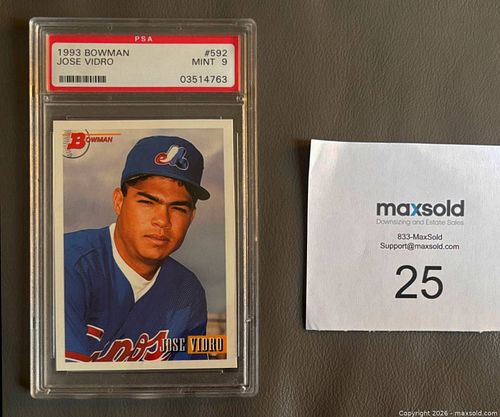 PSA
1993 BOWMAN #592
JOSE VIDRO MINT 9
03514763
BOWMAN
JOSE VIDRO
maxsold
Downsizing and Estate Sales
833-MaxSold
Support@maxsold.com
25
Copyright 2026 - maxsold.com